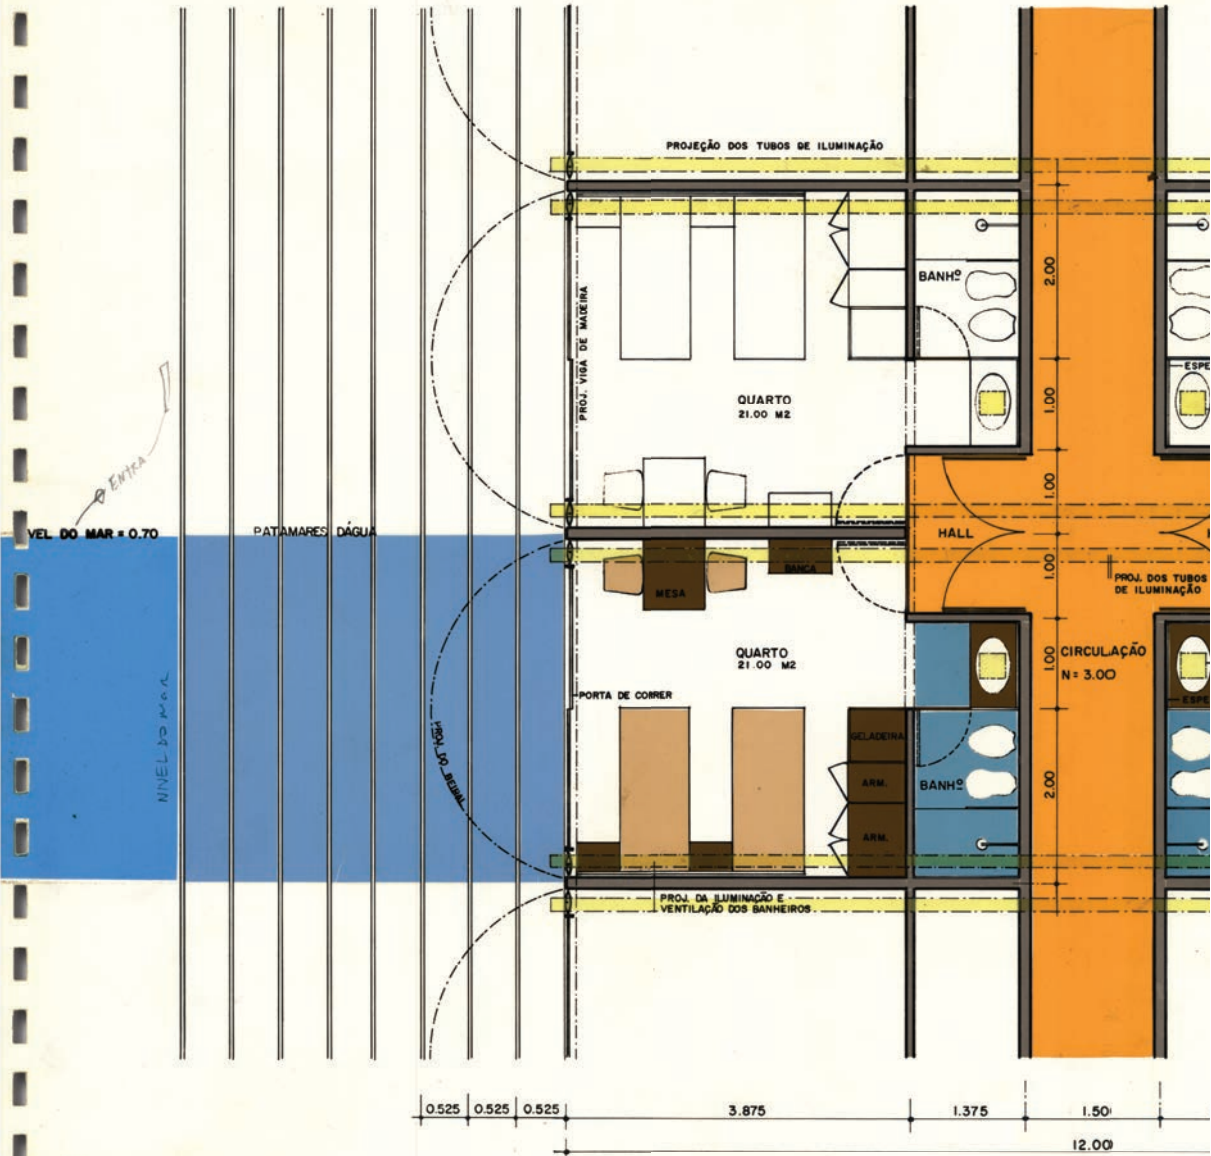 PROJEÇÃO DOS TUBOS DE ILUMINAÇÃO
PROJ. VIGA DE MADEIRA
BANHº
2.00
ESPE
QUARTO
21.00 M2
1.00
ENTRA
1.00
VEL DO MAR = 0.70
PATAMARES DÁGUA
HALL
BANCA
MESA
1.00
PROJ. DOS TUBOS
DE ILUMINAÇÃO
QUARTO
21.00 M2
1.00
CIRCULAÇÃO
N = 3.00
PORTA DE CORRER
ESPE
NIVEL DO MAR
PROJ. DO BEIRAL
GELADEIRA
ARM.
BANHº
2.00
ARM.
PROJ. DA ILUMINAÇÃO E
VENTILAÇÃO DOS BANHEIROS
0.525 0.525 0.525 3.875 1.375 1.50
12.00